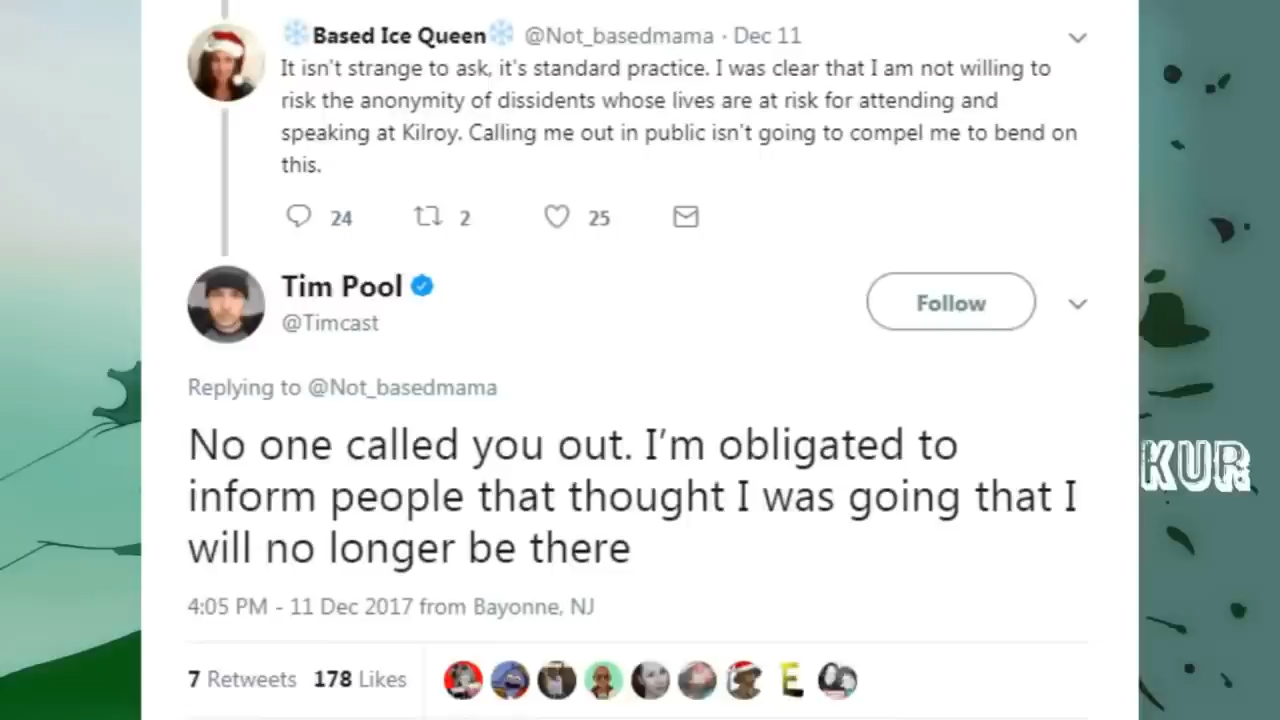 Based Ice Queen @Not_basedmama · Dec 11
It isn't strange to ask, it's standard practice. I was clear that I am not willing to
risk the anonymity of dissidents whose lives are at risk for attending and
speaking at Kilroy. Calling me out in public isn't going to compel me to bend on
this.
24 2 25
Tim Pool
@Timcast
Follow
Replying to @Not_basedmama
No one called you out. I'm obligated to
inform people that thought I was going that I
will no longer be there
4:05 PM - 11 Dec 2017 from Bayonne, NJ
7 Retweets 178 Likes
E
KUR